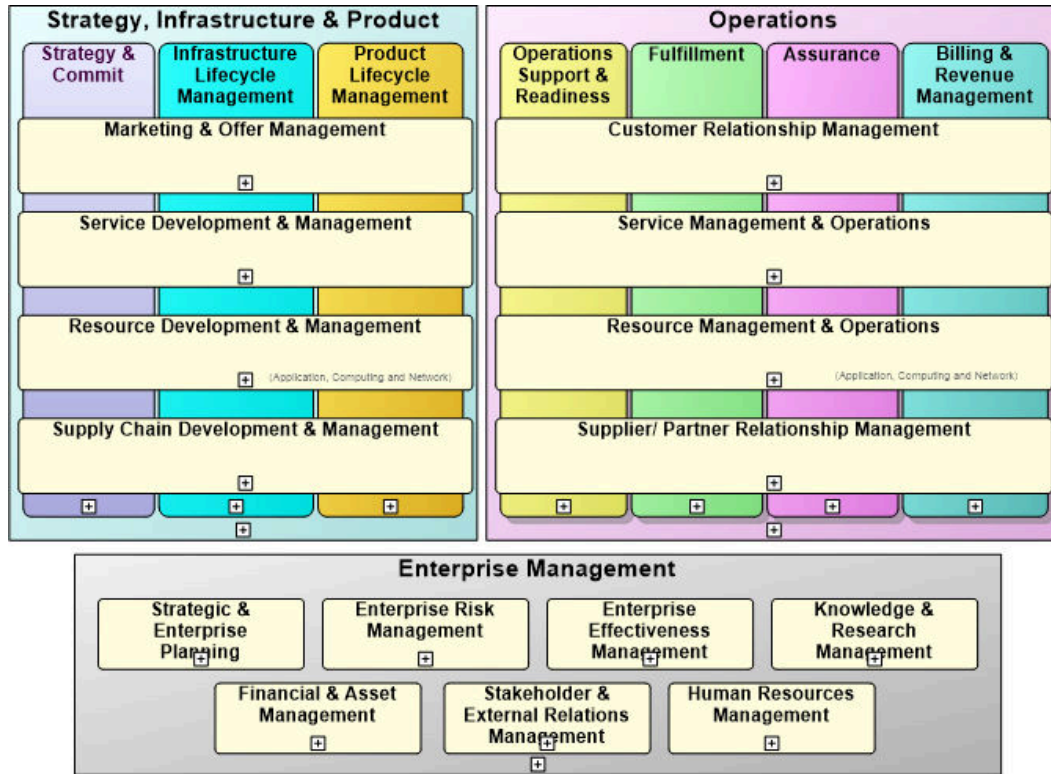 Strategy, Infrastructure & Product
Strategy &
Commit
Infrastructure
Lifecycle
Management
Product
Lifecycle
Management
Marketing & Offer Management
Service Development & Management
Resource Development & Management
(Application, Computing and Network)
Supply Chain Development & Management
Operations
Operations
Support &
Readiness
Fulfillment
Assurance
Billing &
Revenue
Management
Customer Relationship Management
Service Management & Operations
Resource Management & Operations
(Application, Computing and Network)
Supplier/ Partner Relationship Management
Enterprise Management
Strategic &
Enterprise
Planning
Enterprise Risk
Management
Enterprise
Effectiveness
Management
Knowledge &
Research
Management
Financial & Asset
Management
Stakeholder &
External Relations
Management
Human Resources
Management